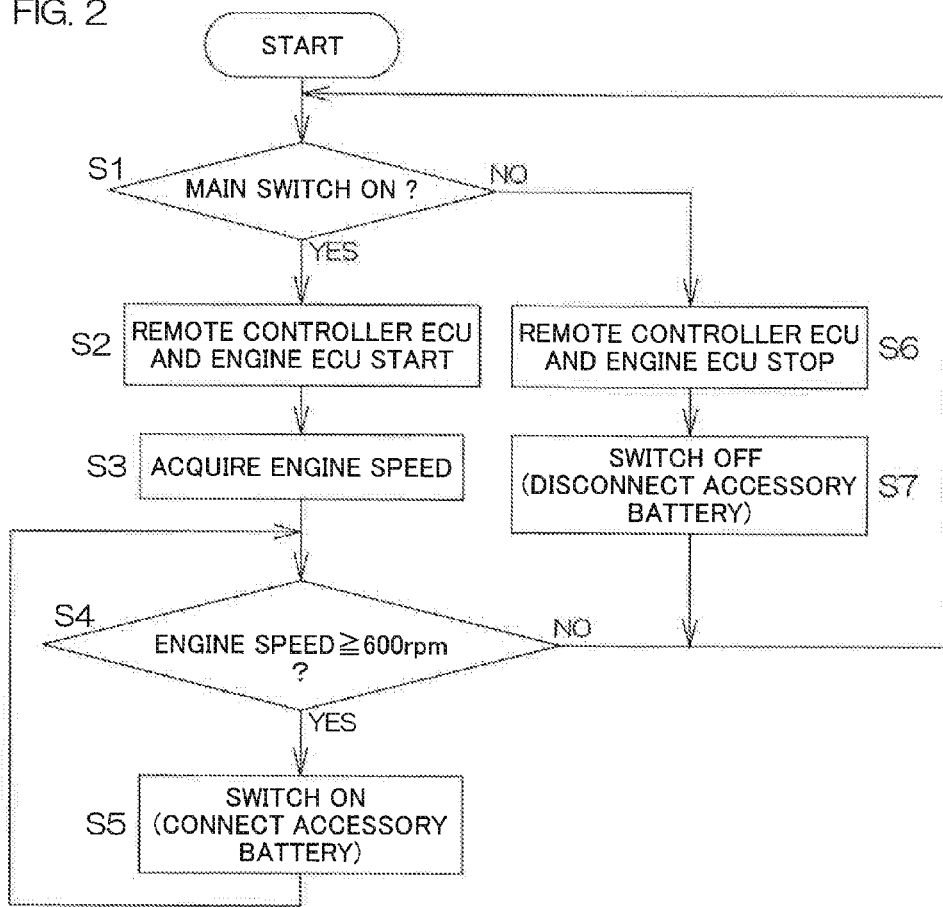 FIG. 2
START
S1
MAIN SWITCH ON ?
NO
YES
S2
REMOTE CONTROLLER ECU
AND ENGINE ECU START
REMOTE CONTROLLER ECU
AND ENGINE ECU STOP
S6
S3
ACQUIRE ENGINE SPEED
SWITCH OFF
(DISCONNECT ACCESSORY
BATTERY)
S7
S4
ENGINE SPEED≧600rpm
?
NO
YES
S5
SWITCH ON
(CONNECT ACCESSORY
BATTERY)